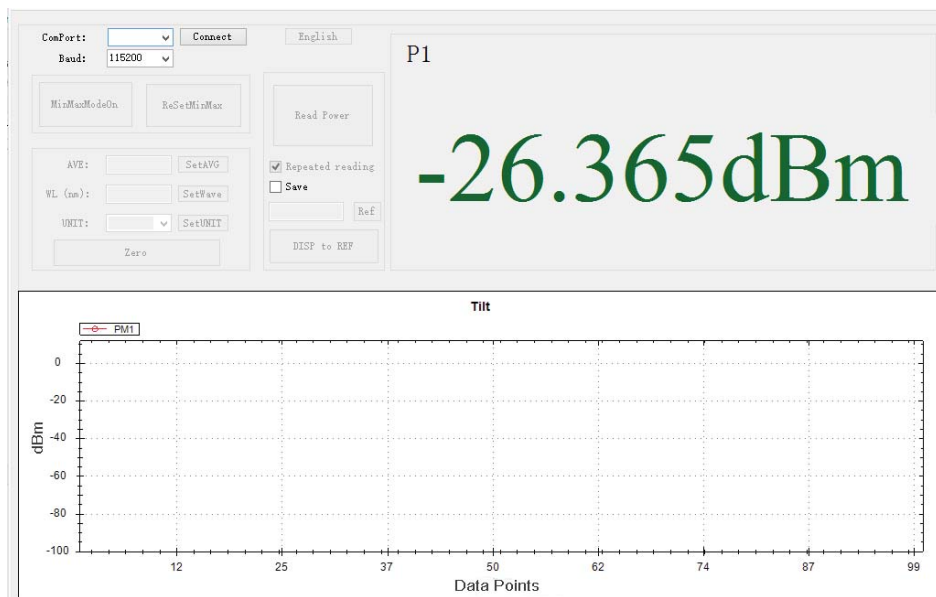 ComPort: Connect English
Baud: 115200
P1
MinMaxModeOn ReSetMinMax
Read Power
-26.365dBm
AVE: SetAVG
Repeated reading
WL (nm): SetWave
Save
Ref
UNIT: SetUNIT
Zero
DISP to REF
Tilt
PM1
0
-20
-40
-60
-80
-100
dBm
12 25 37 50 62 74 87 99
Data Points